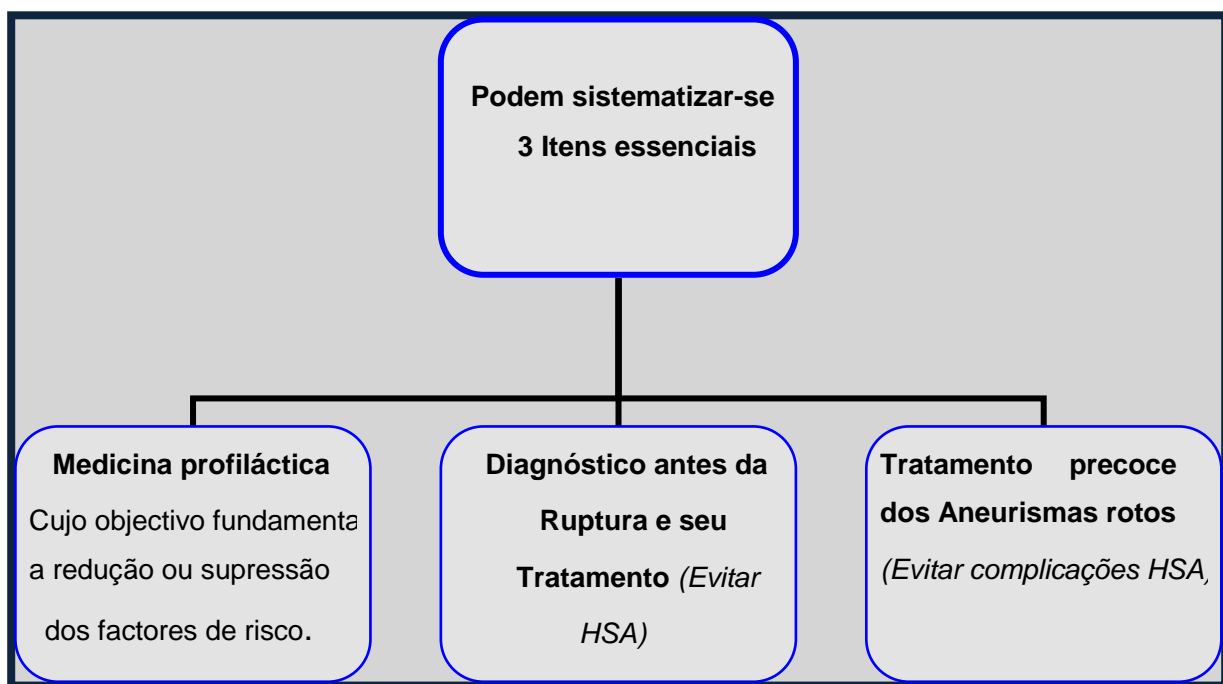 Podem sistematizar-se
3 Itens essenciais
Medicina profiláctica
Cujo objectivo fundamenta
a redução ou supressão
dos factores de risco.
Diagnóstico antes da
Ruptura e seu
Tratamento (Evitar
HSA)
Tratamento precoce
dos Aneurismas rotos
(Evitar complicações HSA)